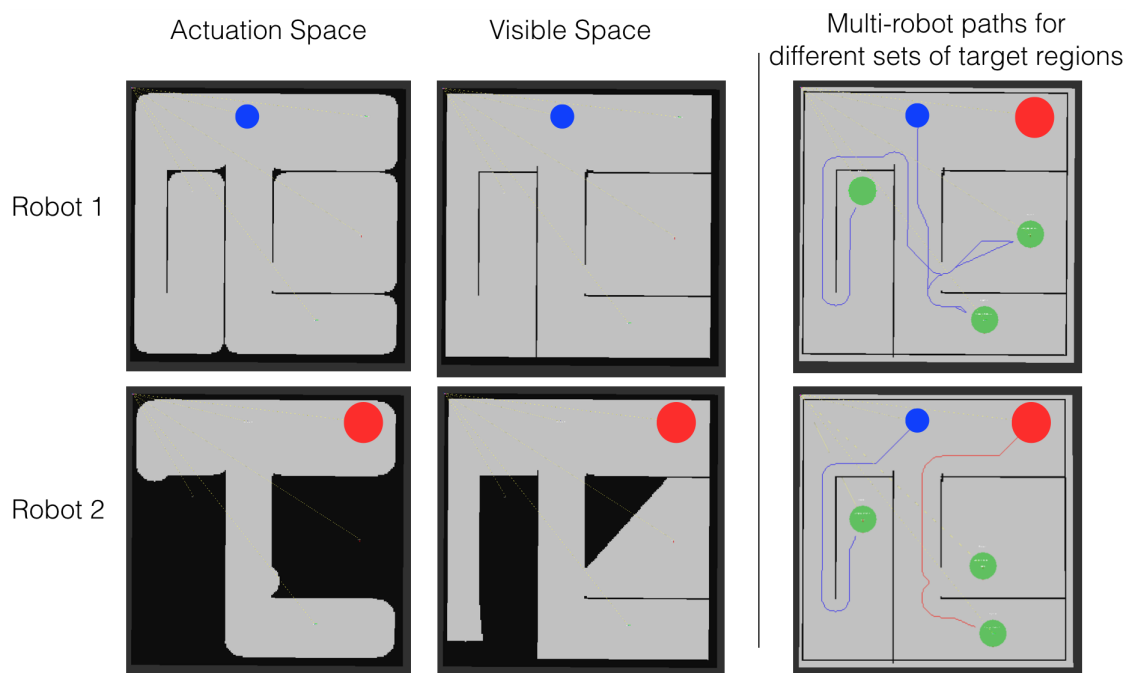 Actuation Space
Visible Space
Multi-robot paths for
different sets of target regions
Robot 1
Robot 2